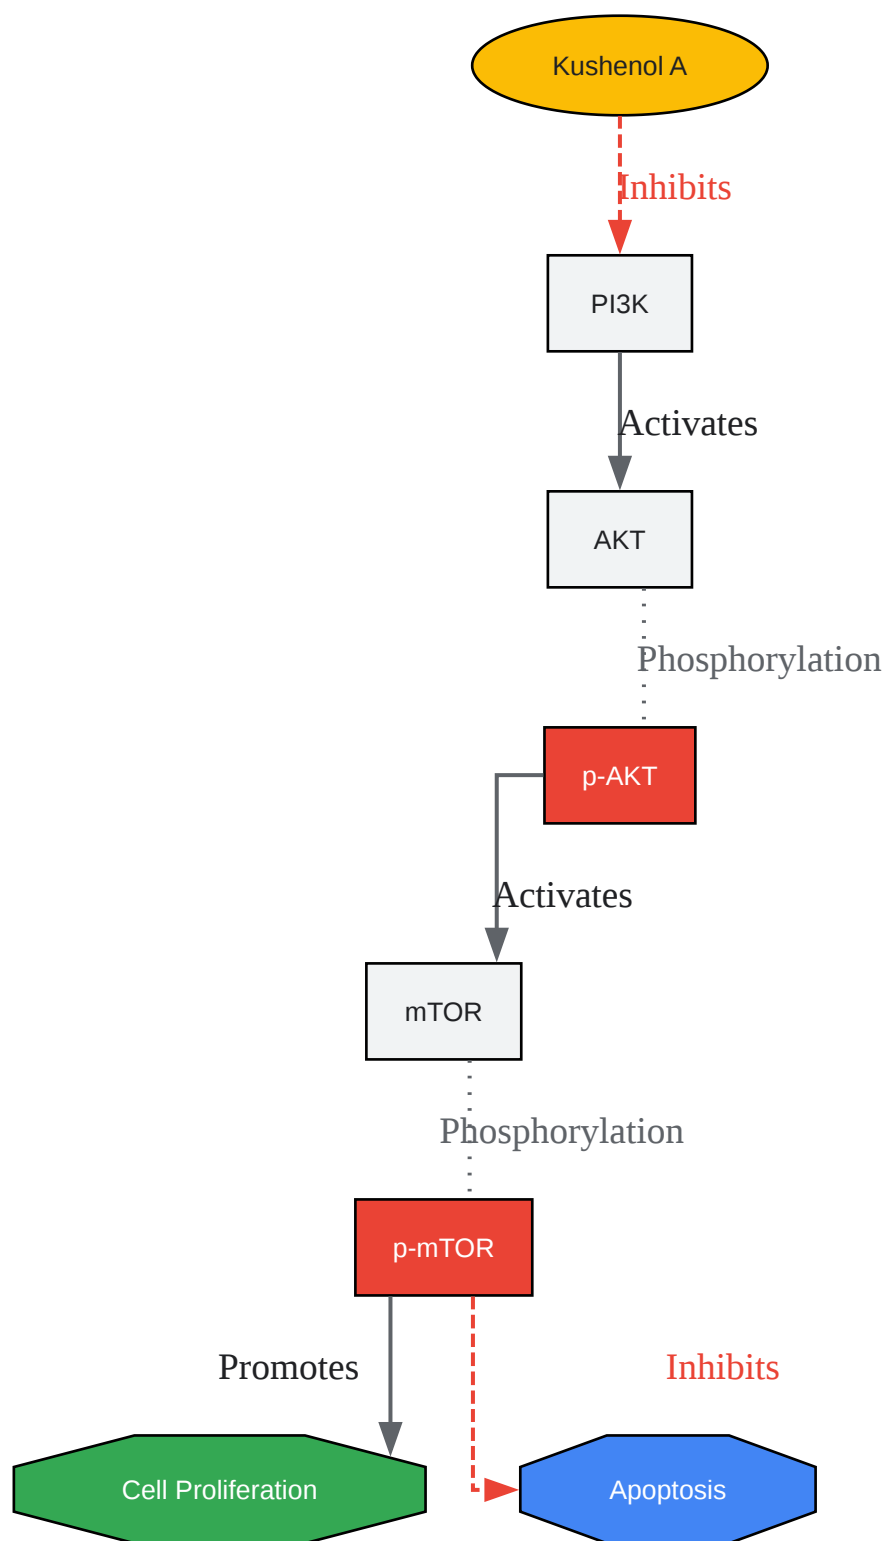 Kushenol A
Inhibits
PI3K
Activates
AKT
Phosphorylation
p-AKT
Activates
mTOR
Phosphorylation
p-mTOR
Promotes
Inhibits
Cell Proliferation
Apoptosis